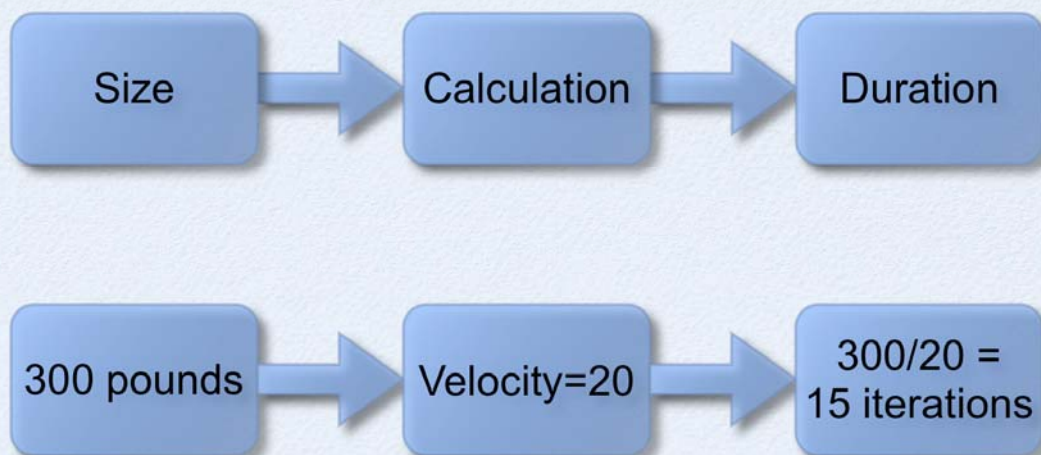 Size
Calculation
Duration
300 pounds
Velocity=20
300/20 =
15 iterations